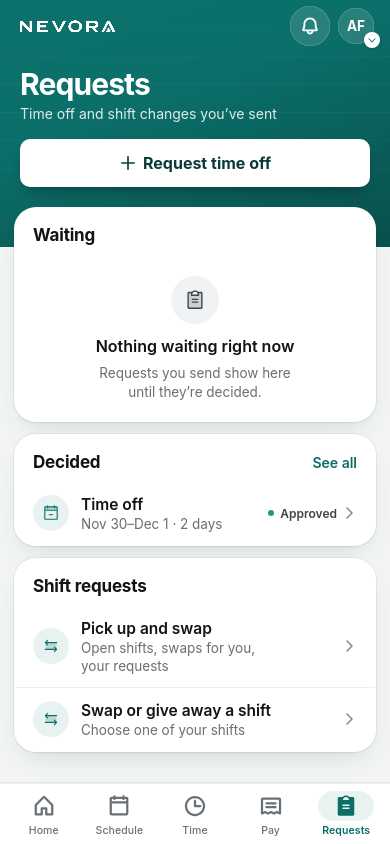 NEVORA
AF
Requests
Time off and shift changes you’ve sent
Request time off
Waiting
Nothing waiting right now
Requests you send show here
until they’re decided.
Decided
See all
Time off
Nov 30–Dec 1 · 2 days
Approved
Shift requests
Pick up and swap
Open shifts, swaps for you,
your requests
Swap or give away a shift
Choose one of your shifts
Home
Schedule
Time
Pay
Requests